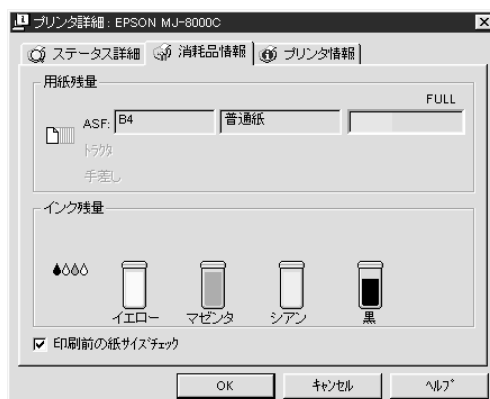 プリンタ詳細 : EPSON MJ-8000C
ステータス詳細 消耗品情報 プリンタ情報
用紙残量
FULL
ASF: B4 普通紙
トラクタ
手差し
インク残量
イエロー マゼンタ シアン 黒
印刷前の紙サイズチェック
OK キャンセル ヘルプ